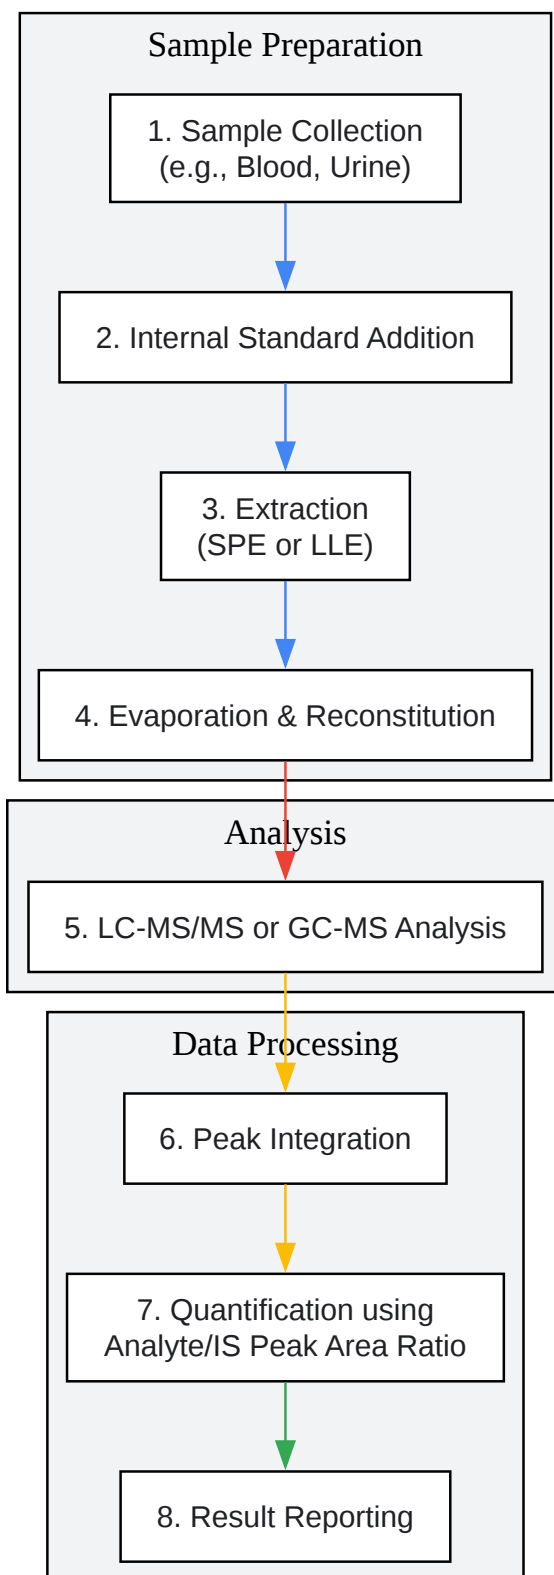 Sample Preparation
1. Sample Collection
(e.g., Blood, Urine)
2. Internal Standard Addition
3. Extraction
(SPE or LLE)
4. Evaporation & Reconstitution
Analysis
5. LC-MS/MS or GC-MS Analysis
Data Processing
6. Peak Integration
7. Quantification using
Analyte/IS Peak Area Ratio
8. Result Reporting